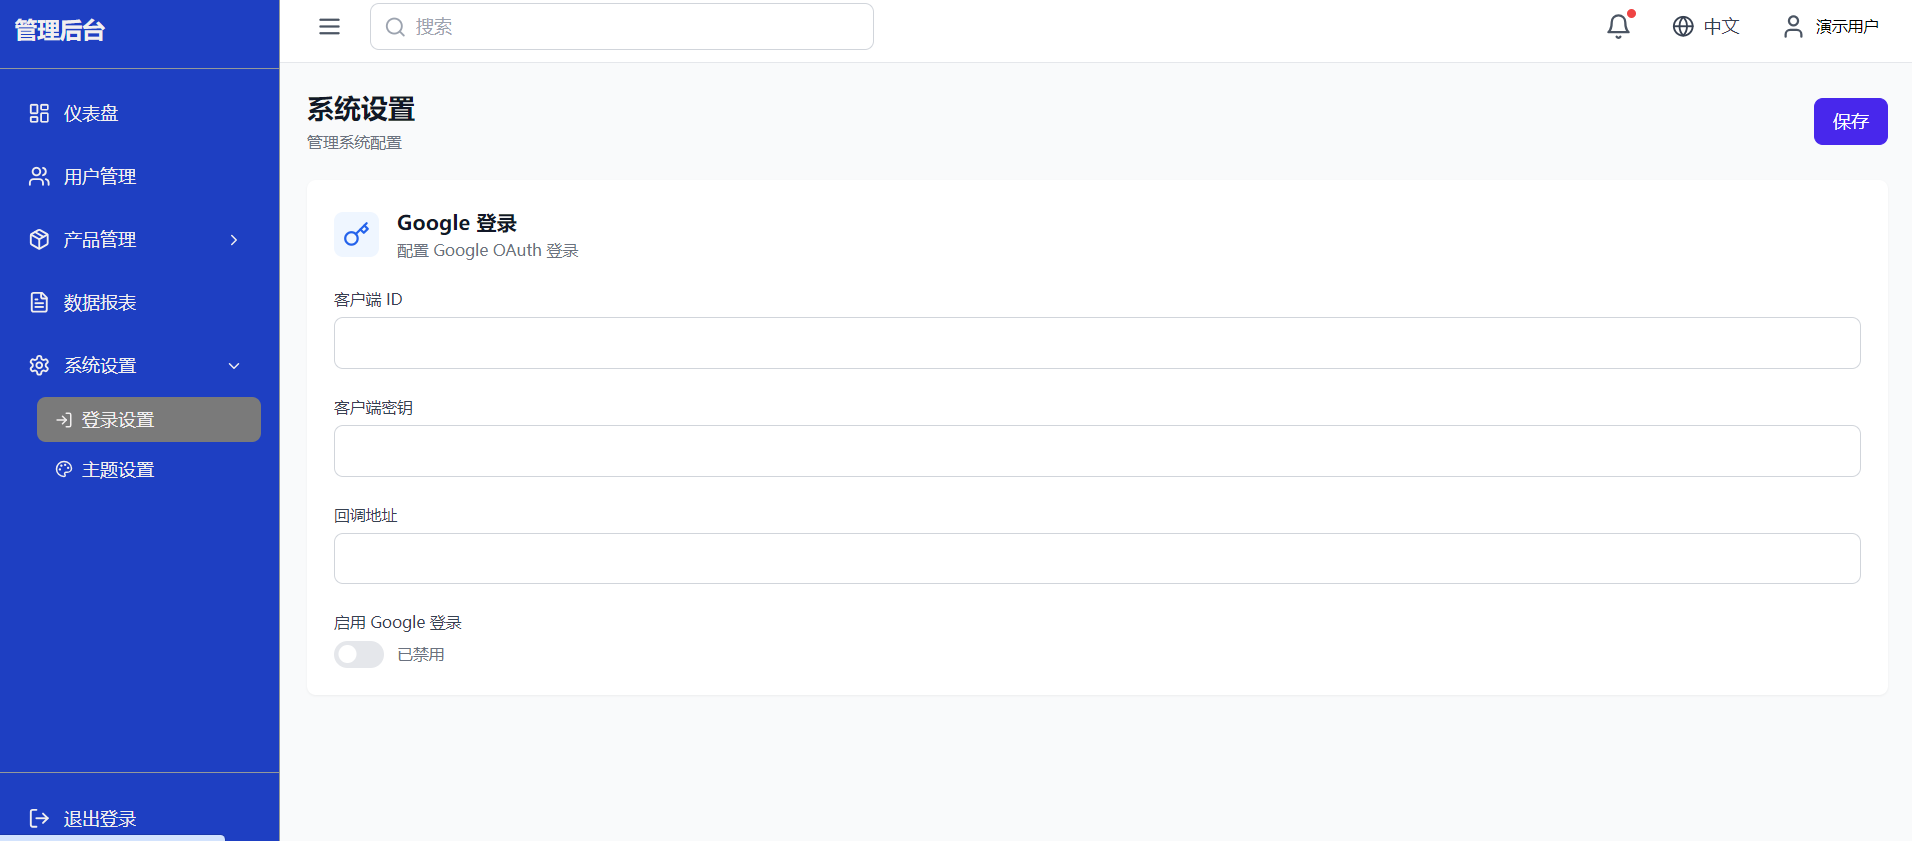 管理后台
搜索
中文
演示用户
仪表盘
用户管理
产品管理
数据报表
系统设置
登录设置
主题设置
退出登录
系统设置
管理系统配置
保存
Google 登录
配置 Google OAuth 登录
客户端 ID
客户端密钥
回调地址
启用 Google 登录
已禁用